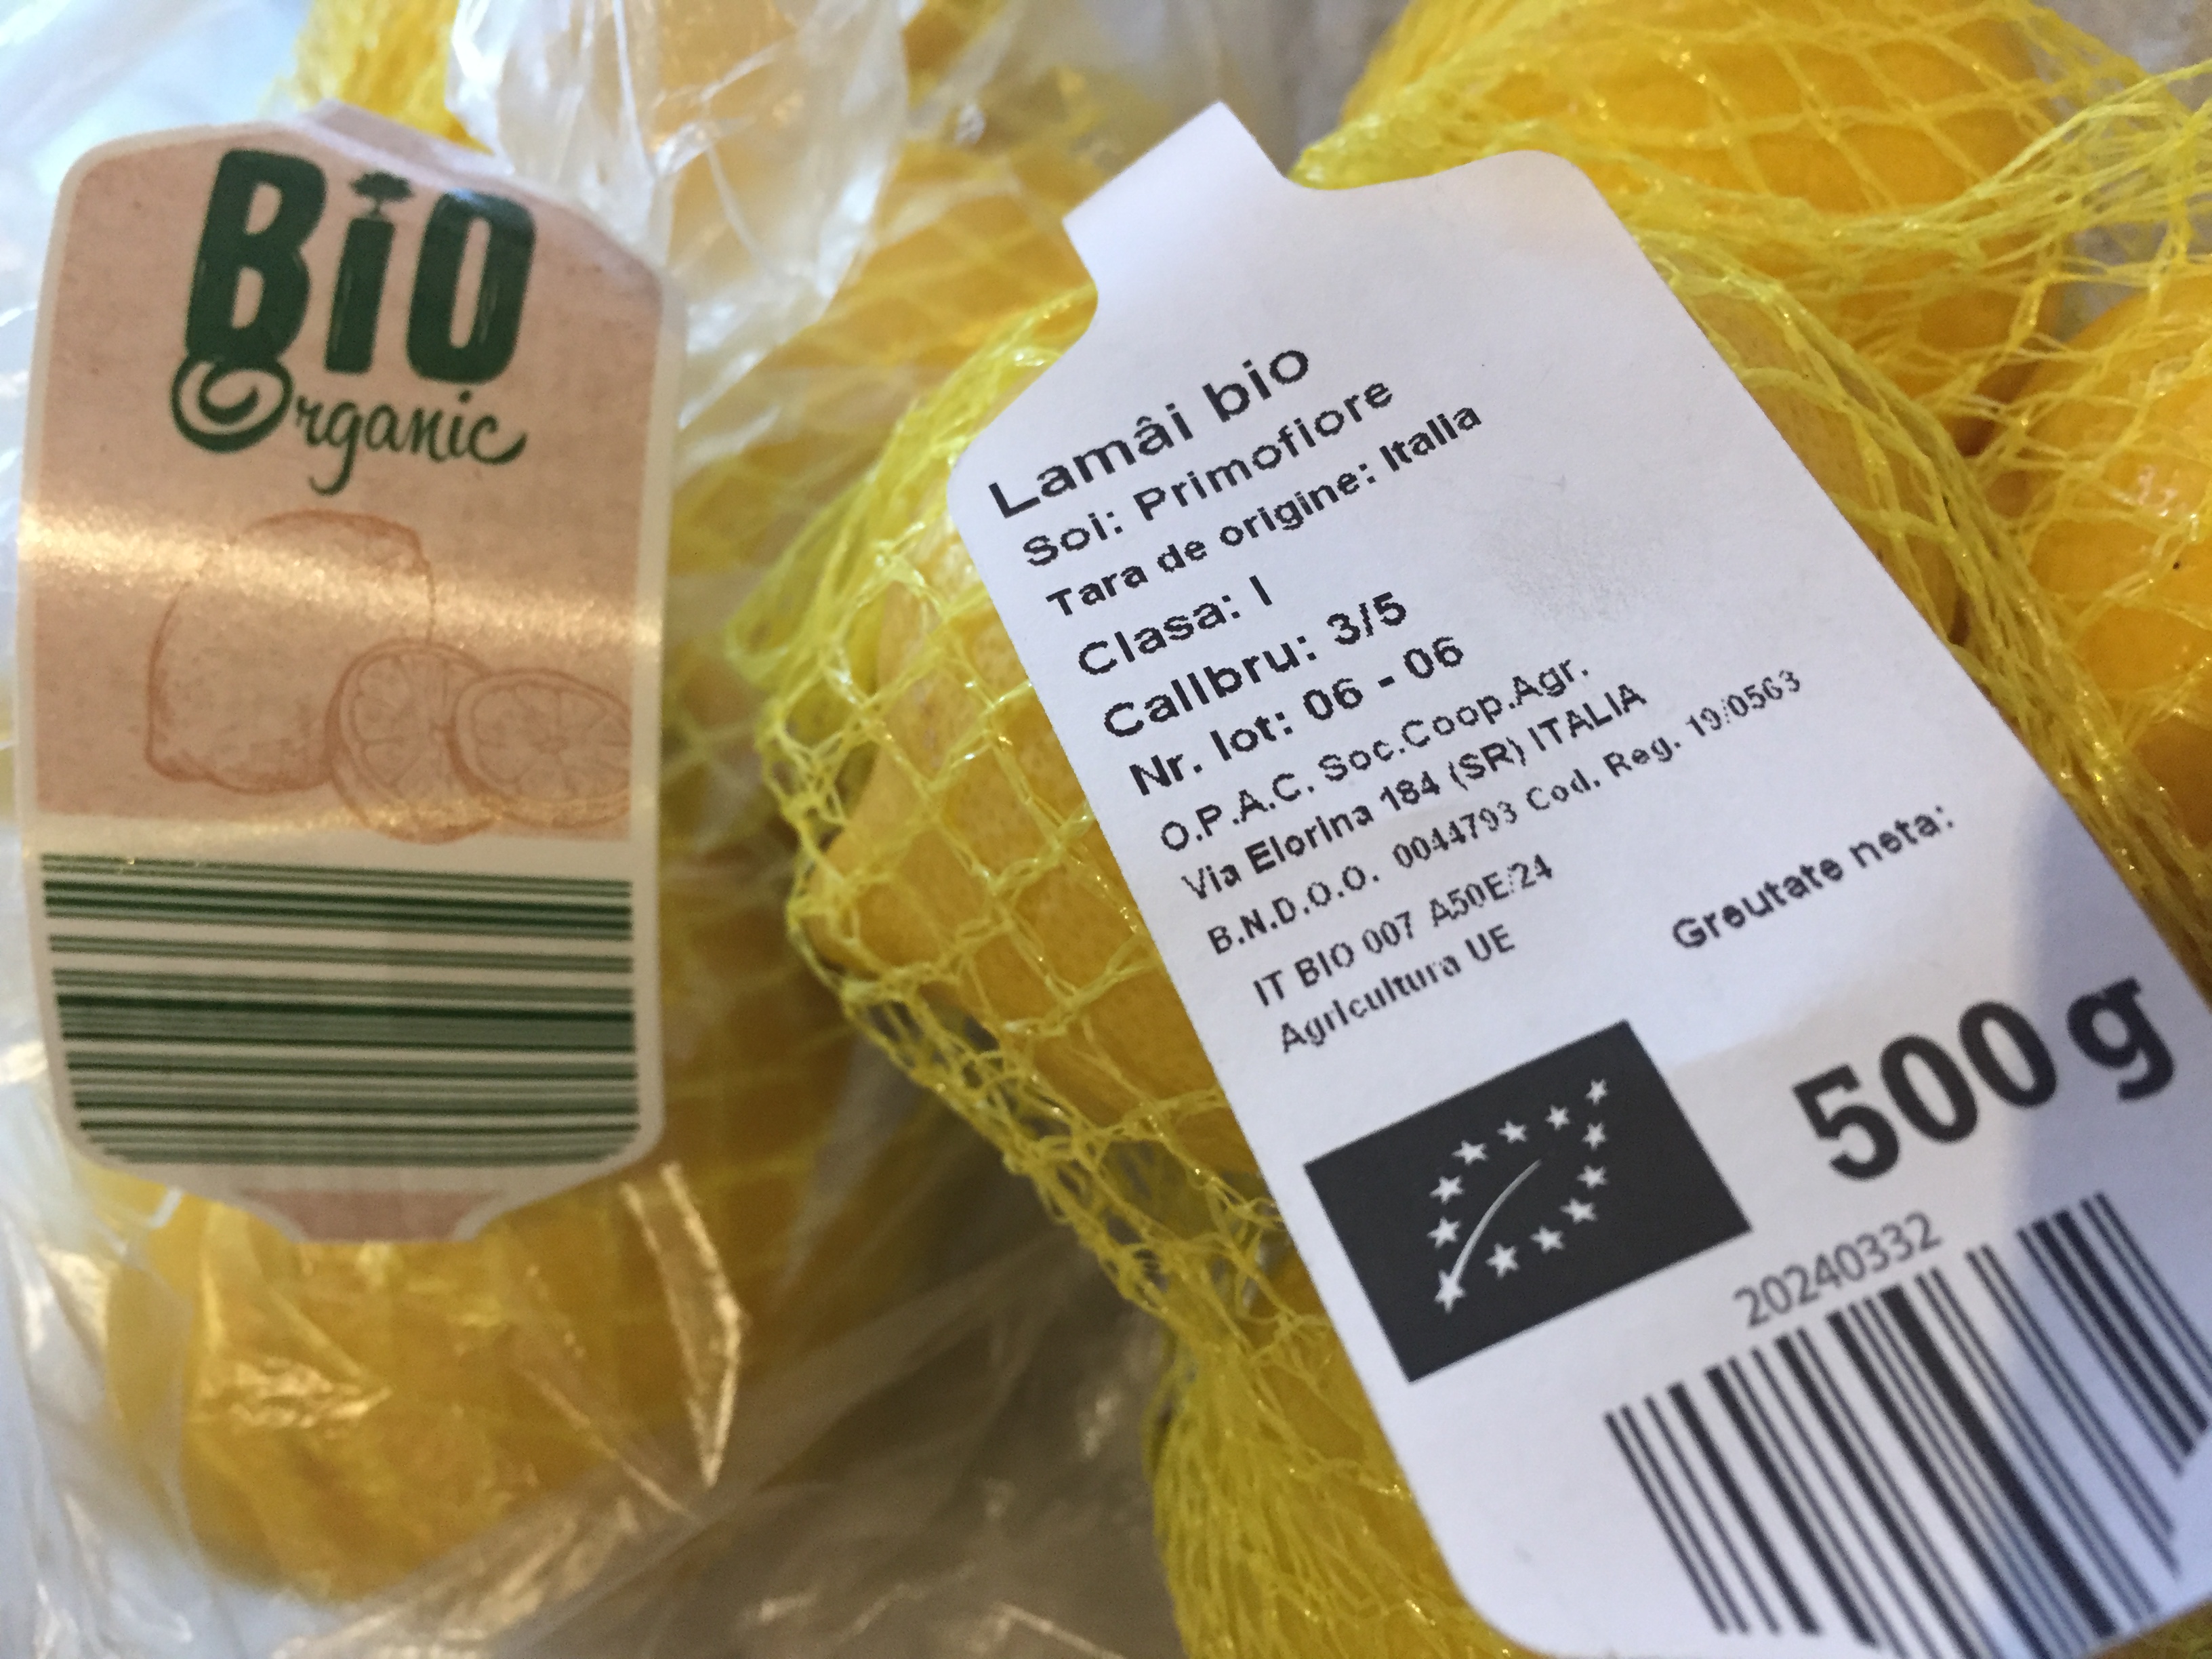 BiO
Organic
Lamâi bio
Soi: Primofiore
Tara de origine: Italia
Clasa: I
Calibru: 3/5
Nr. lot: 06 - 06
O.P.A.C. Soc.Coop.Agr.
Via Elorina 184 (SR) ITALIA
B.N.D.O.O. 0044793 Cod. Reg. 19/0563
IT BIO 007 A50E/24
Agricultura UE
Greutate neta:
500 g
20240332